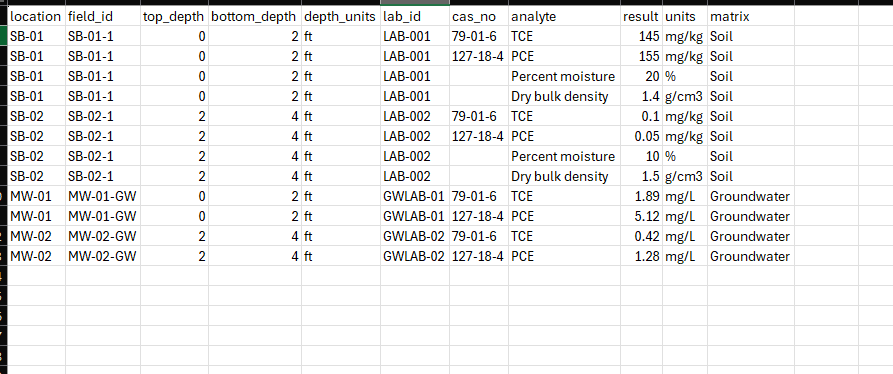 location field_id top_depth bottom_depth depth_units lab_id cas_no analyte result units matrix
SB-01 SB-01-1 0 2 ft LAB-001 79-01-6 TCE 145 mg/kg Soil
SB-01 SB-01-1 0 2 ft LAB-001 127-18-4 PCE 155 mg/kg Soil
SB-01 SB-01-1 0 2 ft LAB-001 Percent moisture 20 % Soil
SB-01 SB-01-1 0 2 ft LAB-001 Dry bulk density 1.4 g/cm3 Soil
SB-02 SB-02-1 2 4 ft LAB-002 79-01-6 TCE 0.1 mg/kg Soil
SB-02 SB-02-1 2 4 ft LAB-002 127-18-4 PCE 0.05 mg/kg Soil
SB-02 SB-02-1 2 4 ft LAB-002 Percent moisture 10 % Soil
SB-02 SB-02-1 2 4 ft LAB-002 Dry bulk density 1.5 g/cm3 Soil
MW-01 MW-01-GW 0 2 ft GWLAB-01 79-01-6 TCE 1.89 mg/L Groundwater
MW-01 MW-01-GW 0 2 ft GWLAB-01 127-18-4 PCE 5.12 mg/L Groundwater
MW-02 MW-02-GW 2 4 ft GWLAB-02 79-01-6 TCE 0.42 mg/L Groundwater
MW-02 MW-02-GW 2 4 ft GWLAB-02 127-18-4 PCE 1.28 mg/L Groundwater